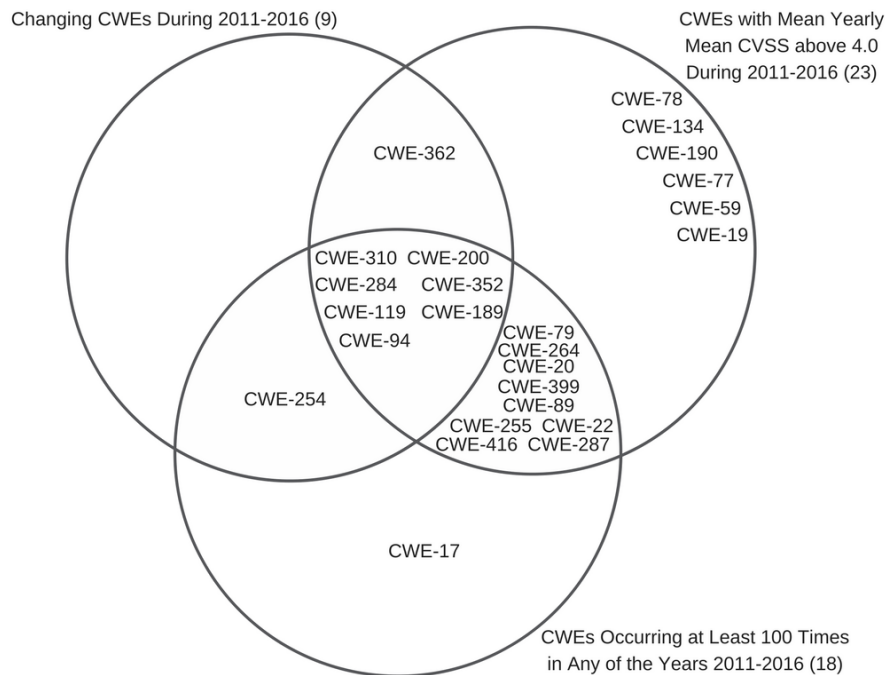 Changing CWEs During 2011-2016 (9)
CWEs with Mean Yearly
Mean CVSS above 4.0
During 2011-2016 (23)
CWE-78
CWE-134
CWE-190
CWE-77
CWE-59
CWE-19
CWE-362
CWE-310 CWE-200
CWE-284 CWE-352
CWE-119 CWE-189
CWE-94
CWE-79
CWE-264
CWE-20
CWE-399
CWE-89
CWE-255 CWE-22
CWE-416 CWE-287
CWE-254
CWE-17
CWEs Occurring at Least 100 Times
in Any of the Years 2011-2016 (18)